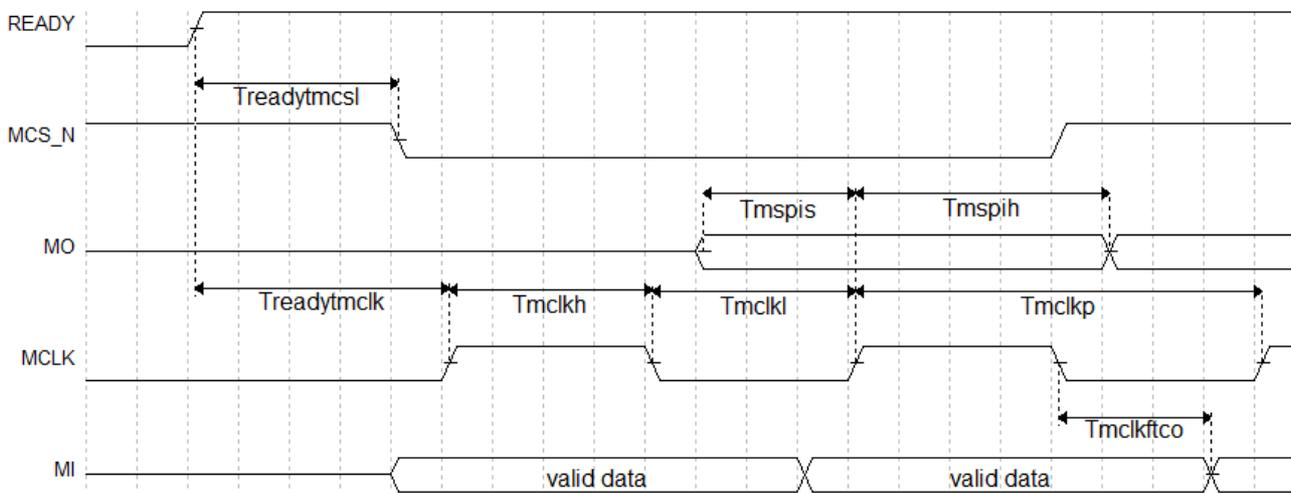 READY
Treadytmcsl
MCS_N
Tmspis Tmspih
MO
Treadytmclk Tmclkh Tmclkl Tmclkp
MCLK
Tmclkftco
MI valid data valid data